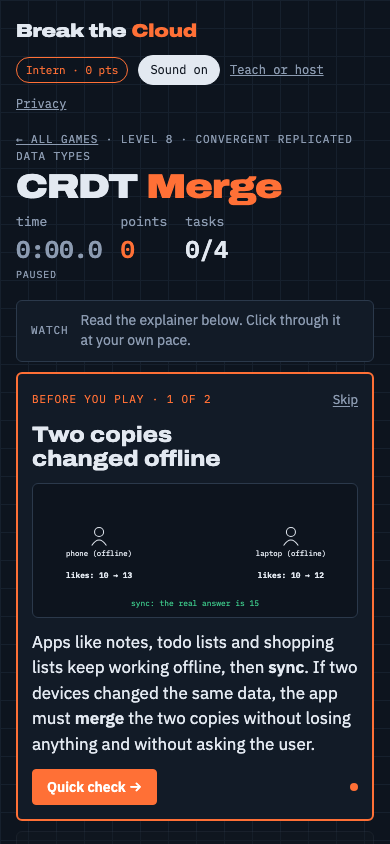 Break the Cloud
Intern · 0 pts
Sound on
Teach or host
Privacy
← ALL GAMES · LEVEL 8 · CONVERGENT REPLICATED
DATA TYPES
CRDT Merge
time points tasks
0:00.0 0 0/4
PAUSED
WATCH
Read the explainer below. Click through it
at your own pace.
BEFORE YOU PLAY · 1 OF 2
Skip
Two copies
changed offline
phone (offline) laptop (offline)
likes: 10 → 13 likes: 10 → 12
sync: the real answer is 15
Apps like notes, todo lists and shopping
lists keep working offline, then sync. If two
devices changed the same data, the app
must merge the two copies without losing
anything and without asking the user.
Quick check →